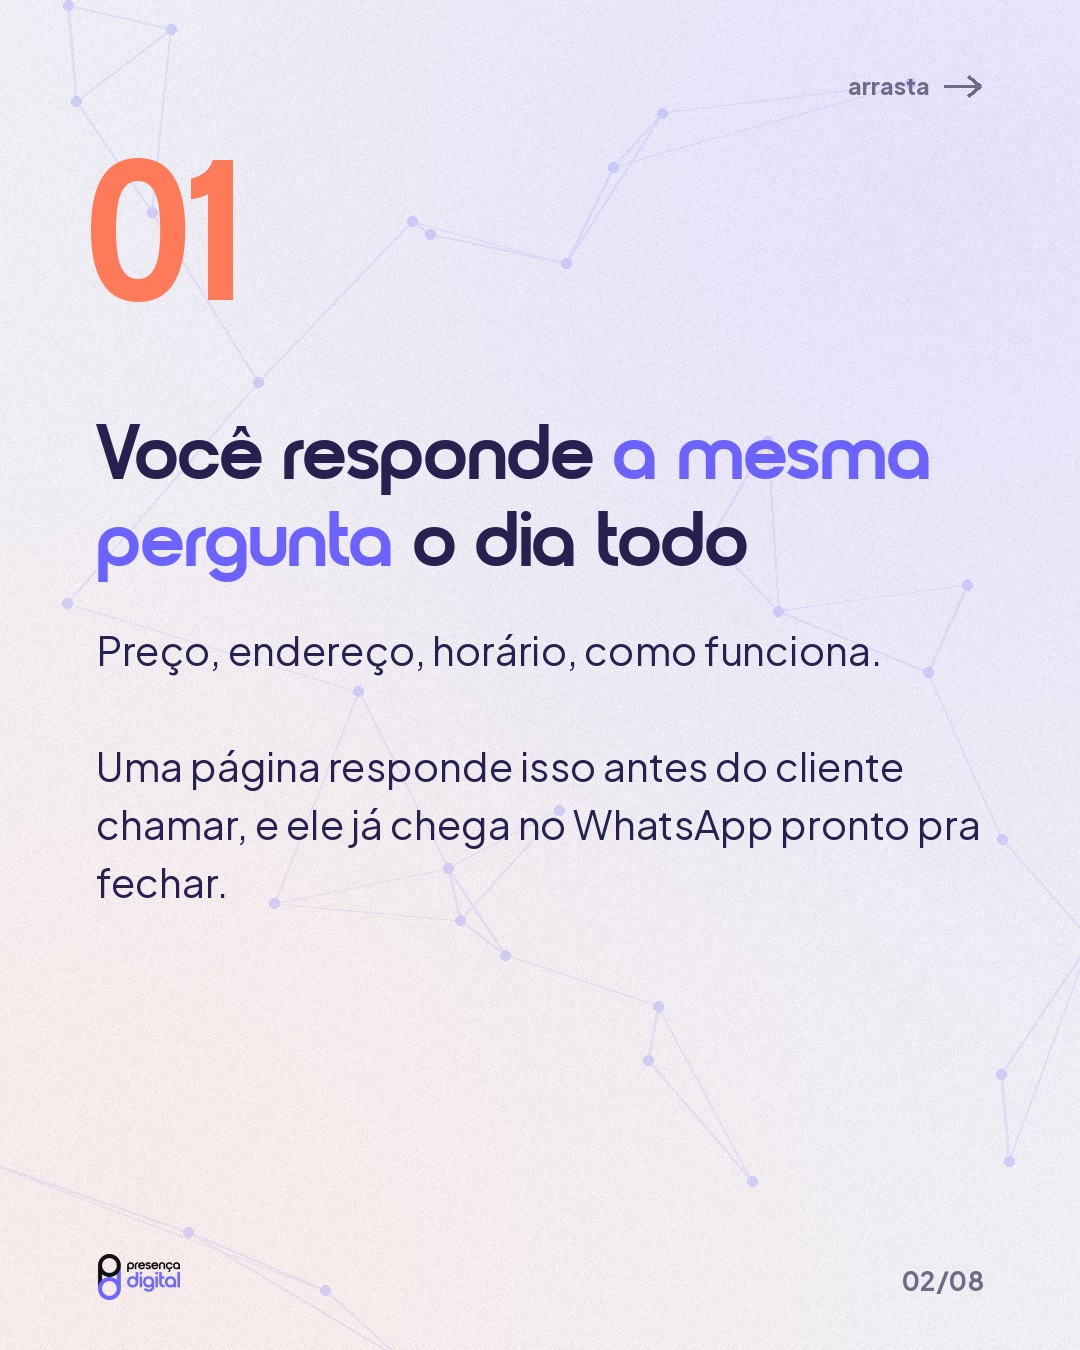 arrasta
01
Você responde a mesma
pergunta o dia todo
Preço, endereço, horário, como funciona.
Uma página responde isso antes do cliente
chamar, e ele já chega no WhatsApp pronto pra
fechar.
presença
digital
02/08